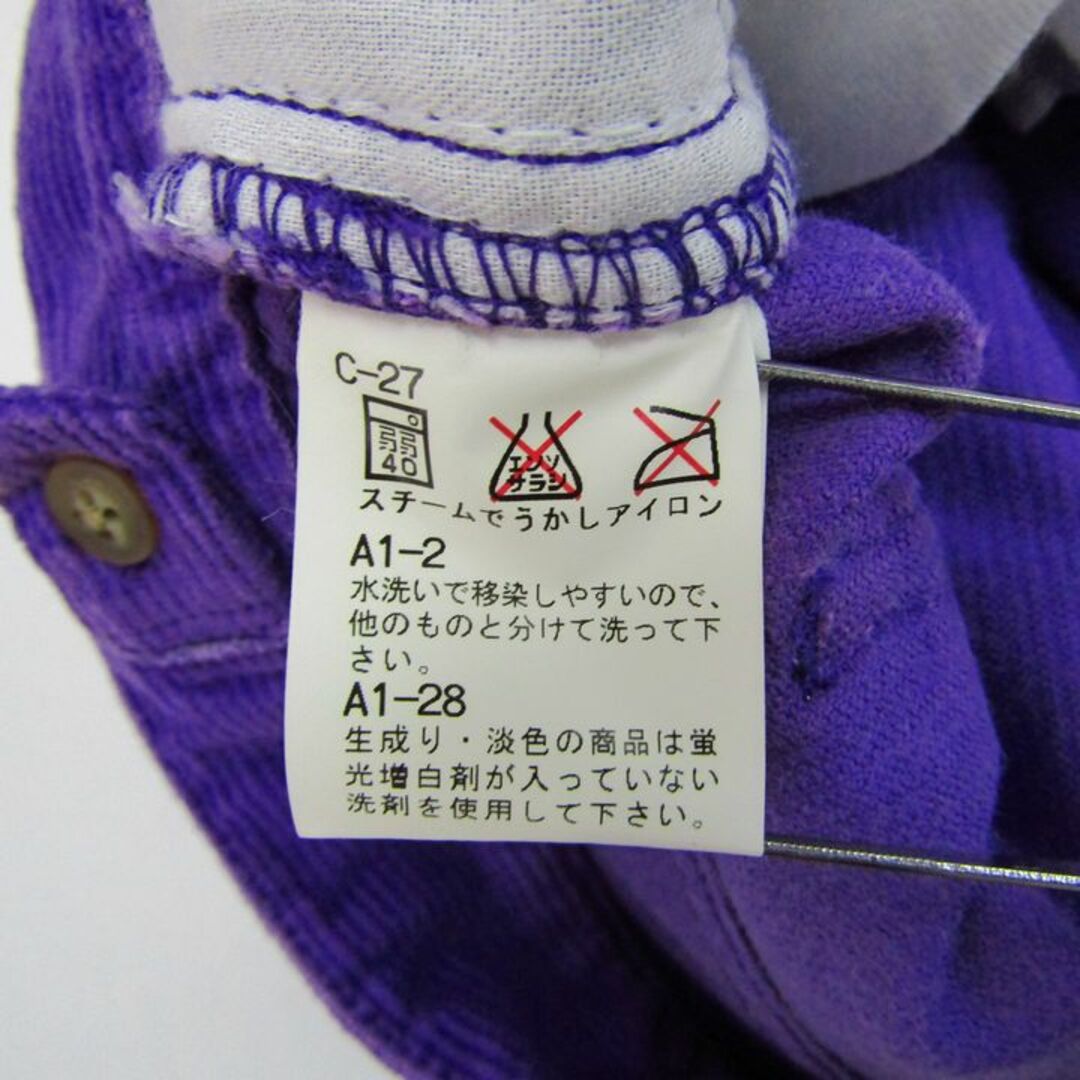 C-27
弱
40
エンソ
サラシ
スチームでうかしアイロン
A1-2
水洗いで移染しやすいので、
他のものと分けて洗って下
さい。
A1-28
生成り・淡色の商品は蛍
光増白剤が入っていない
洗剤を使用して下さい。